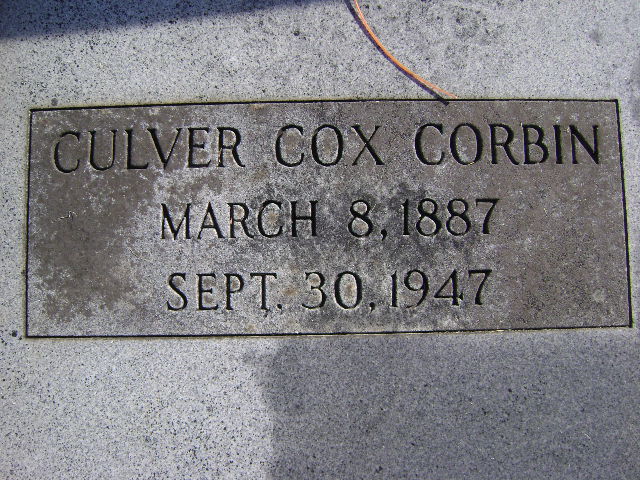 CULVER COX CORBIN
MARCH 8, 1887
SEPT. 30, 1947